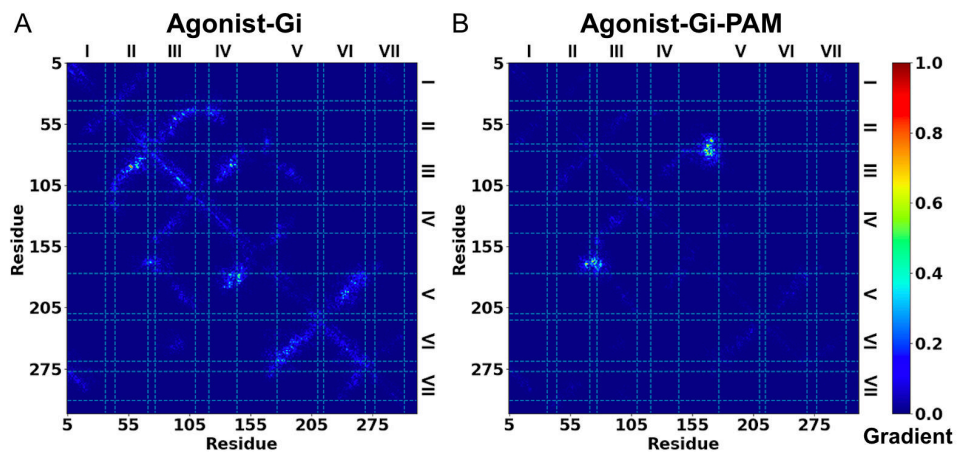 A Agonist-Gi
B Agonist-Gi-PAM
I II III IV V VI VII
I II III IV V VI VII
5
55
105
155
205
275
Residue
I
II
III
IV
V
VI
VII
5 55 105 155 205 275
Residue
5
55
105
155
205
275
Residue
I
II
III
IV
V
VI
VII
5 55 105 155 205 275
Residue
1.0
0.8
0.6
0.4
0.2
0.0
Gradient